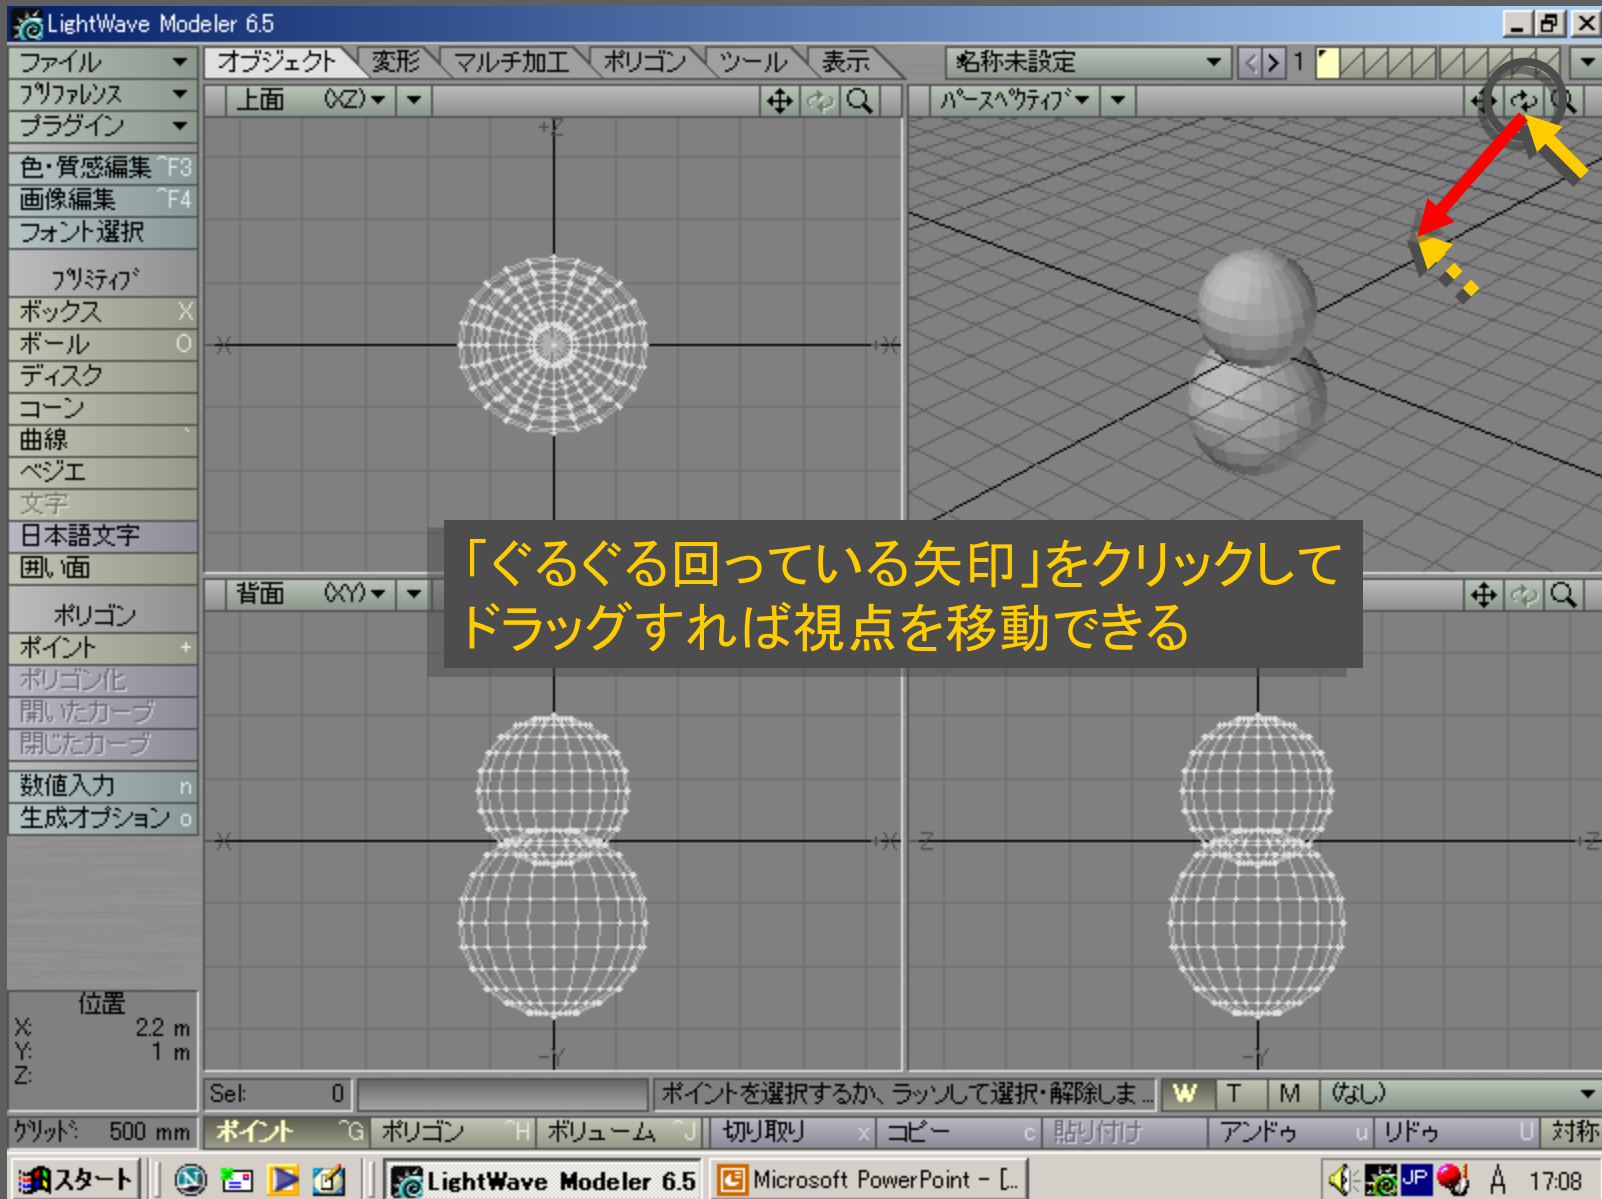 LightWave Modeler 6.5
ファイル
プリファレンス
プラグイン
色・質感編集 ^F3
画像編集 ^F4
フォント選択
プリミティブ
ボックス X
ボール O
ディスク
コーン
曲線 `
ベジエ
文字
日本語文字
囲い面
ポリゴン
ポイント +
ポリゴン化
開いたカーブ
閉じたカーブ
数値入力 n
生成オプション o
位置
X: 2.2 m
Y: 1 m
Z:
グリッド: 500 mm
オブジェクト 変形 マルチ加工 ポリゴン ツール 表示 名称未設定 < > 1
上面 (XZ)
パースペクティブ
+Z
-X +X
背面 (XY)
「ぐるぐる回っている矢印」をクリックして
ドラッグすれば視点を移動できる
-X +X -Z +Z
-Y -Y
Sel: 0 ポイントを選択するか、ラッソして選択・解除しま... W T M (なし)
ポイント ^G ポリゴン ^H ボリューム ^J 切り取り x コピー c 貼り付け アンドゥ u リドゥ U 対称
スタート LightWave Modeler 6.5 Microsoft PowerPoint - [... JP A 17:08